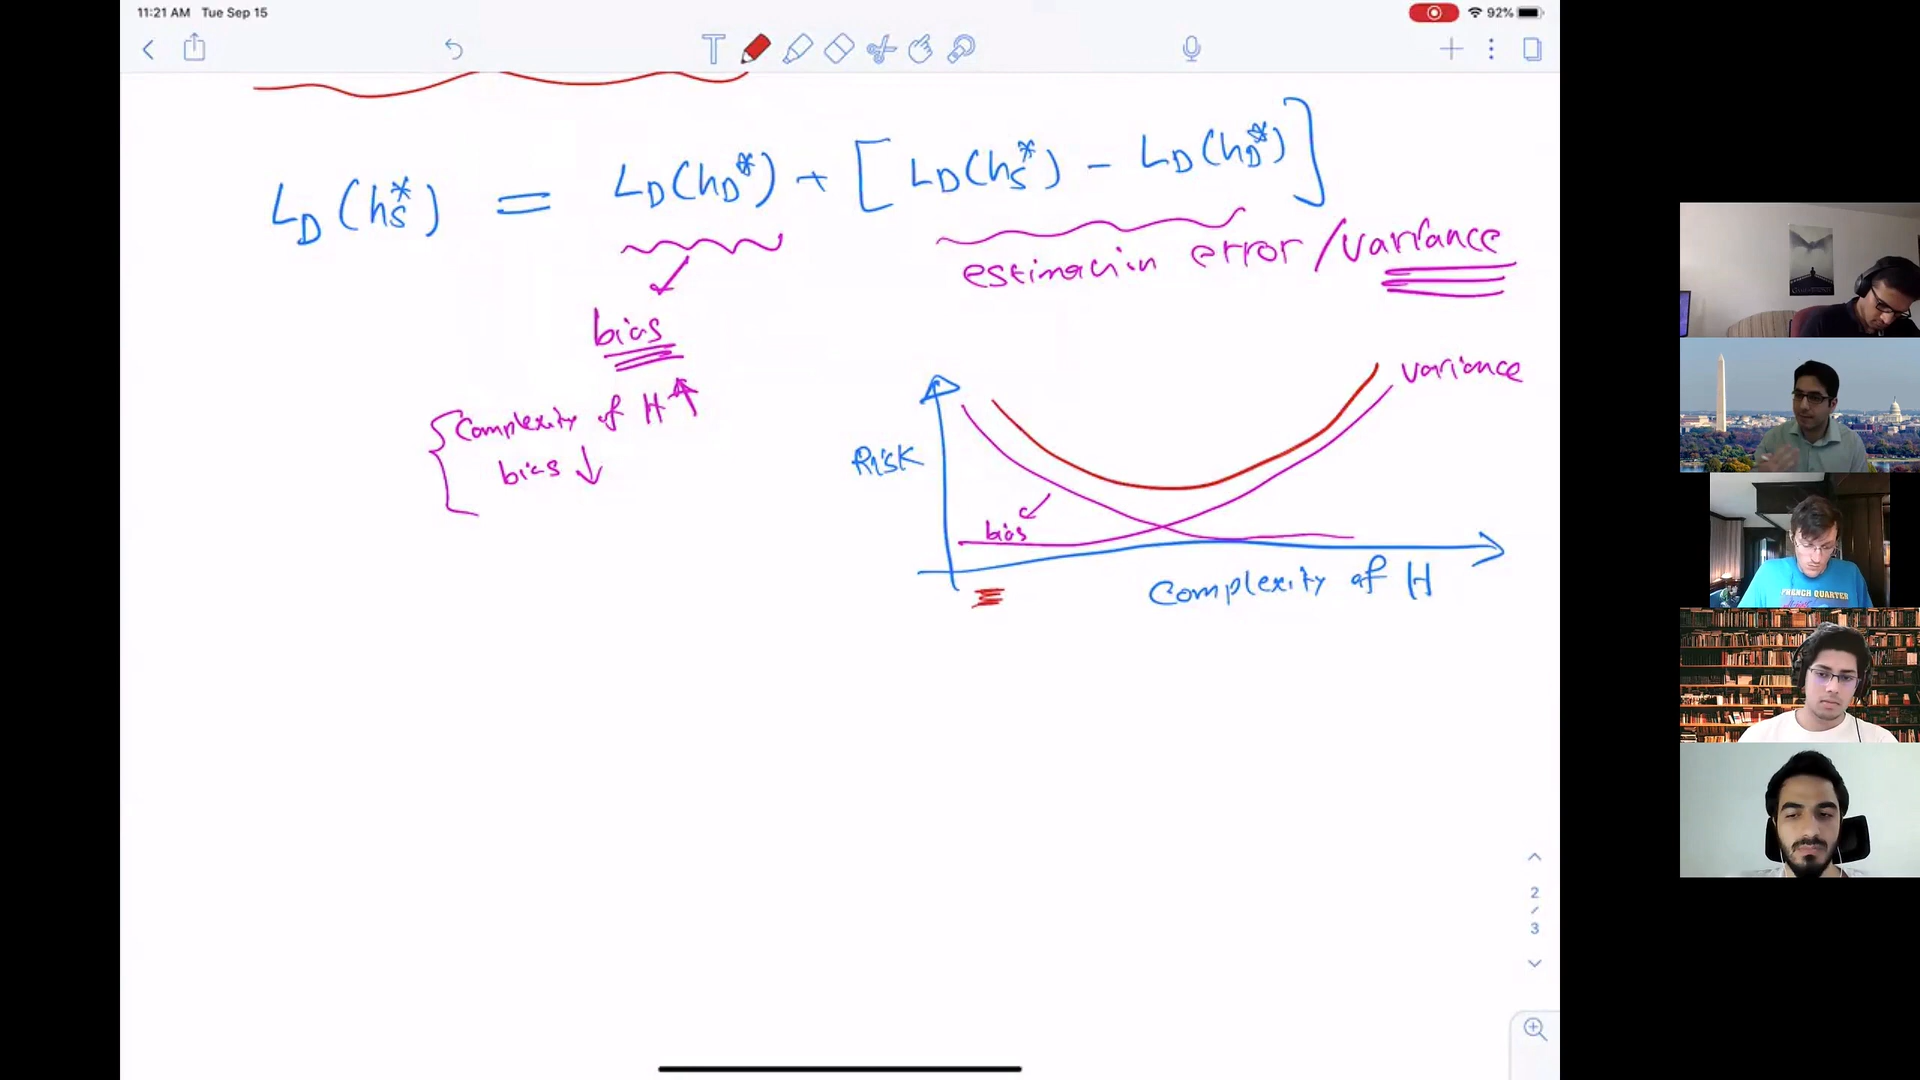 11:21 AM Tue Sep 15
92%
L_D(h_S^*) = L_D(h_D^*) + [L_D(h_S^*) - L_D(h_D^*)]
estimation error/variance
bias
Complexity of H ↑
bias ↓
variance
Risk
bias
Complexity of H
2
/
3
FRENCH QUARTER